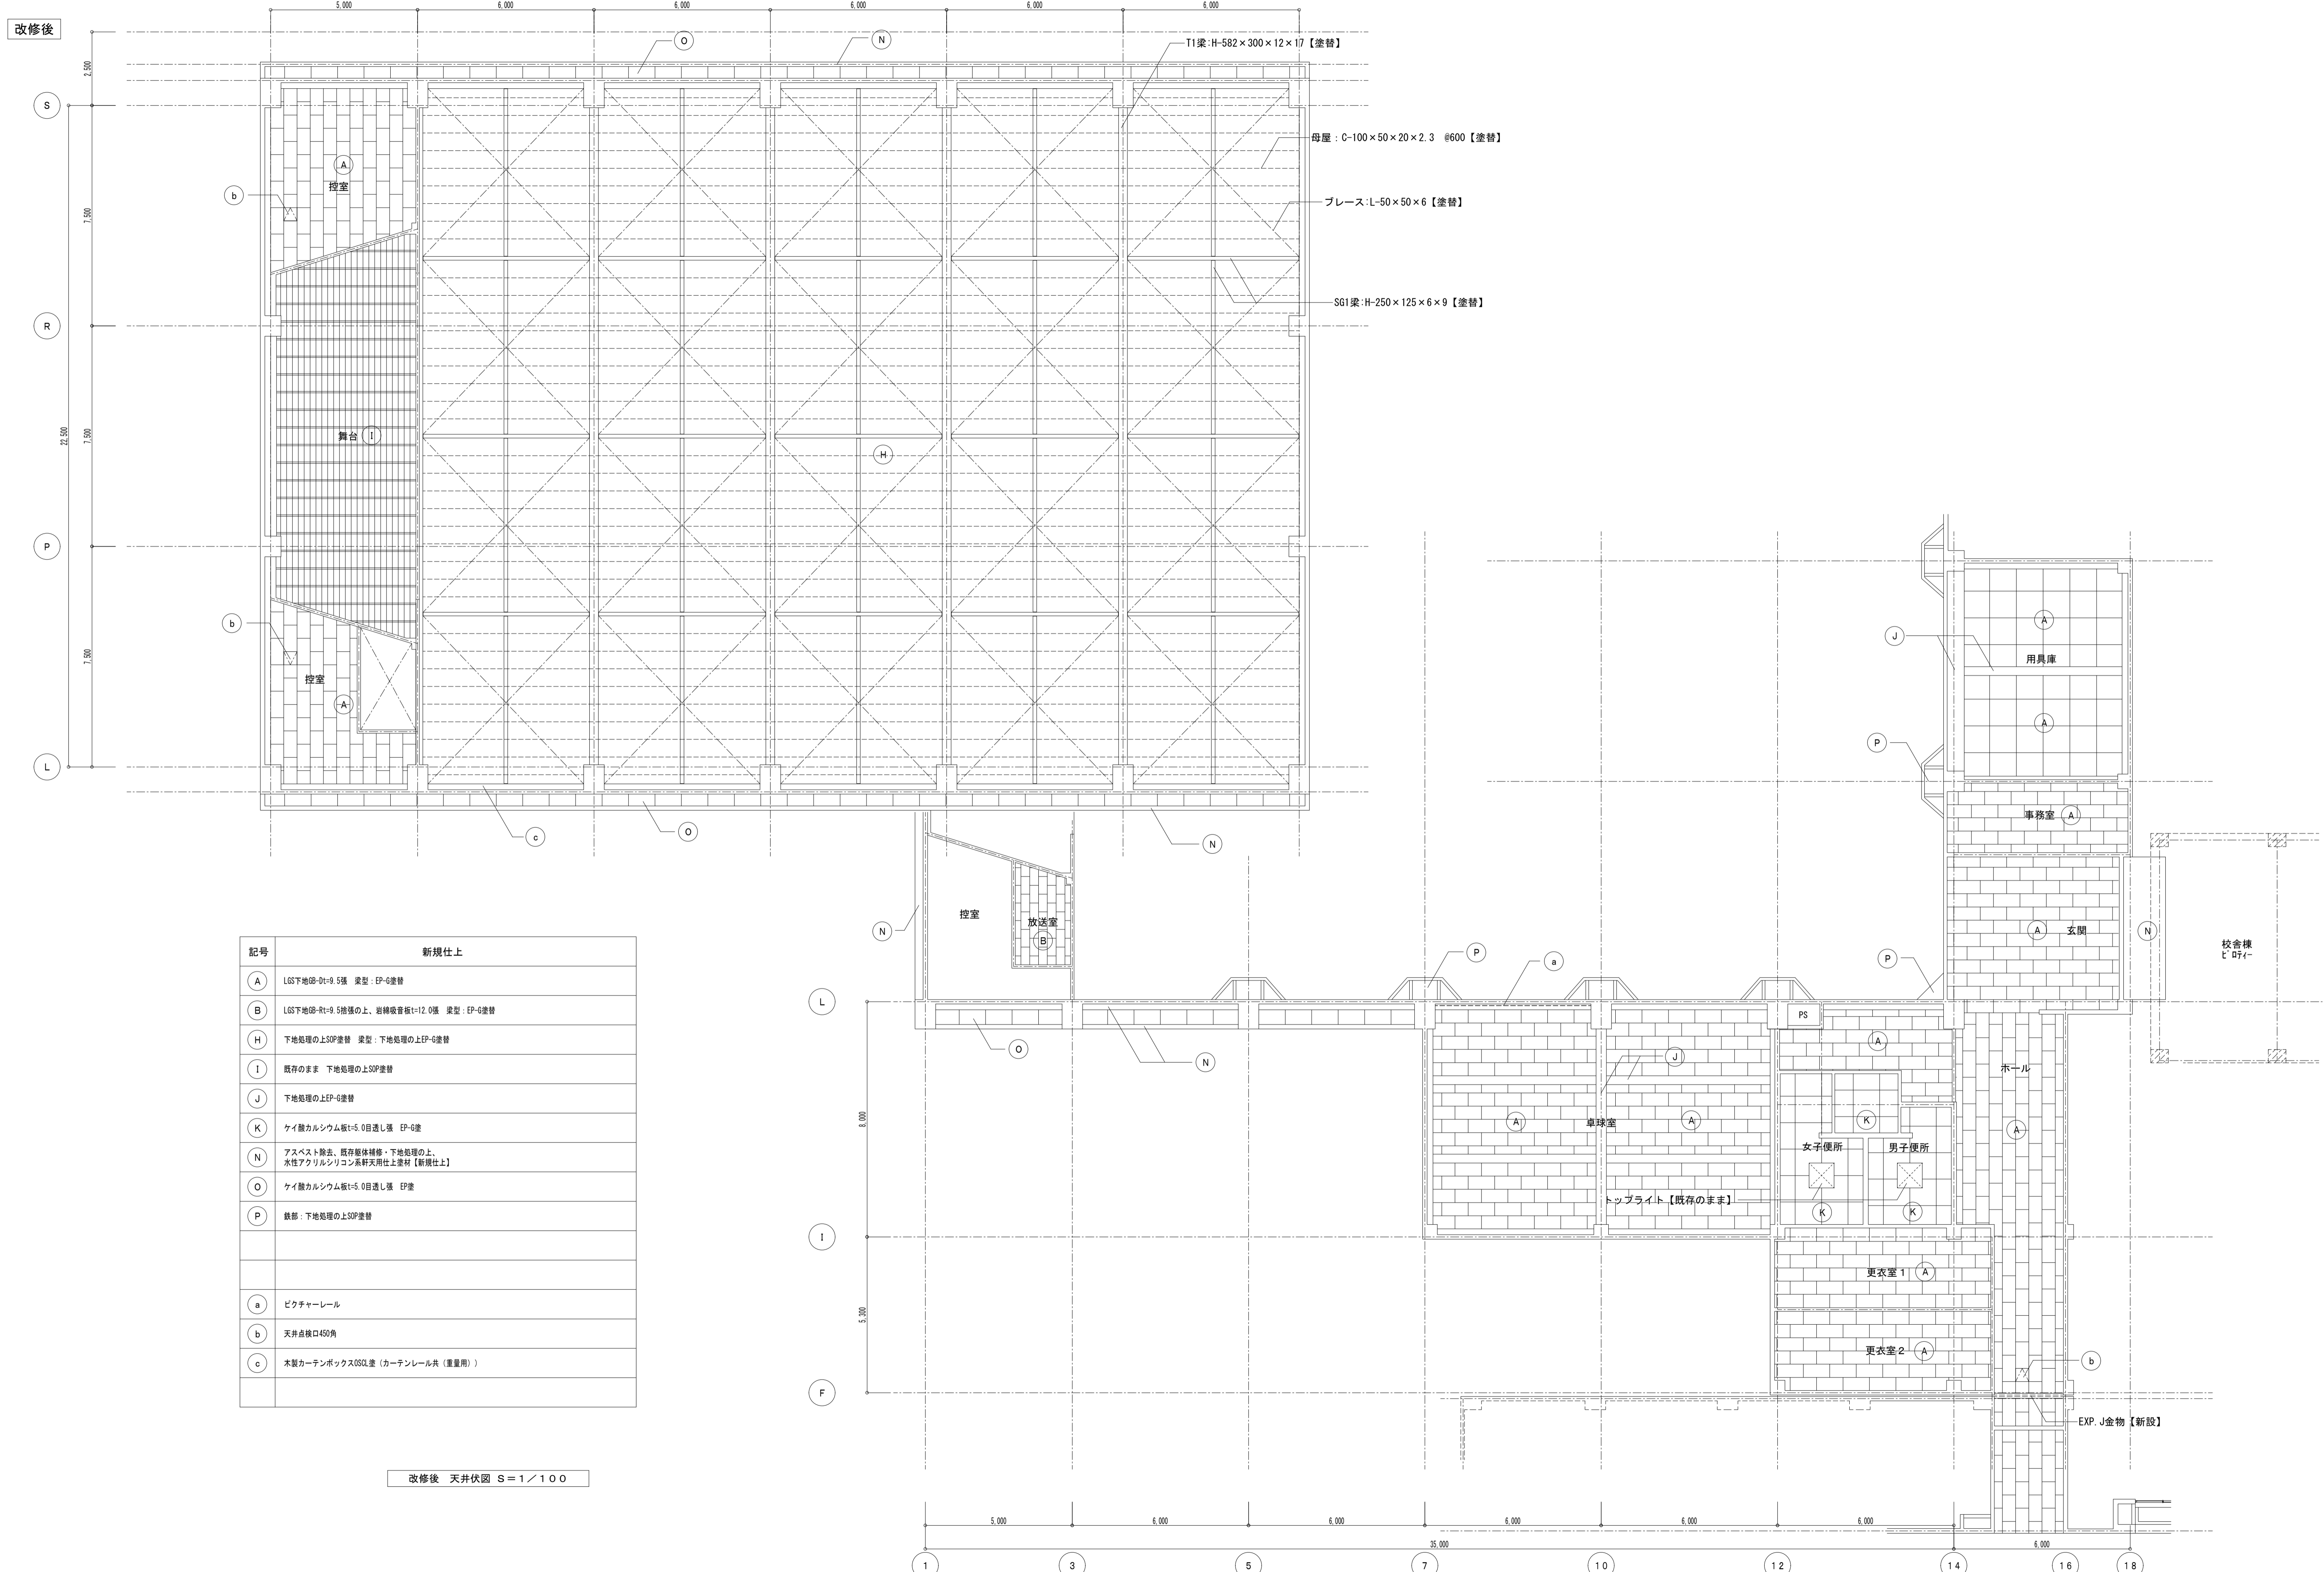 改修後
5,000
6,000
6,000
6,000
6,000
6,000
2,500
7,500
7,500
7,500
22,500
S
R
P
L
O
N
T1梁:H-582×300×12×17【塗替】
母屋：C-100×50×20×2.3　@600【塗替】
ブレース:L-50×50×6【塗替】
SG1梁:H-250×125×6×9【塗替】
A
控室
b
舞台
I
H
b
控室
A
c
O
N
J
A
用具庫
A
P
事務室
A
A
玄関
N
校舎棟
ﾋﾟﾛﾃｨｰ
P
N
控室
放送室
B
P
a
L
O
N
PS
J
A
A
卓球室
A
K
ホール
A
女子便所
男子便所
トップライト【既存のまま】
K
K
I
更衣室１
A
更衣室２
A
b
F
EXP.J金物【新設】
8,000
5,300
5,000
6,000
6,000
6,000
6,000
6,000
35,000
6,000
1
3
5
7
10
12
14
16
18
記号
新規仕上
A
LGS下地GB-Dt=9.5張　梁型：EP-G塗替
B
LGS下地GB-Rt=9.5捨張の上、岩綿吸音板t=12.0張　梁型：EP-G塗替
H
下地処理の上SOP塗替　梁型：下地処理の上EP-G塗替
I
既存のまま　下地処理の上SOP塗替
J
下地処理の上EP-G塗替
K
ケイ酸カルシウム板t=5.0目透し張　EP-G塗
N
アスベスト除去、既存躯体補修・下地処理の上、
水性アクリルシリコン系軒天用仕上塗材【新規仕上】
O
ケイ酸カルシウム板t=5.0目透し張　EP塗
P
鉄部：下地処理の上SOP塗替
a
ピクチャーレール
b
天井点検口450角
c
木製カーテンボックスOSCL塗（カーテンレール共（重量用））
改修後　天井伏図 Ｓ＝１／１００